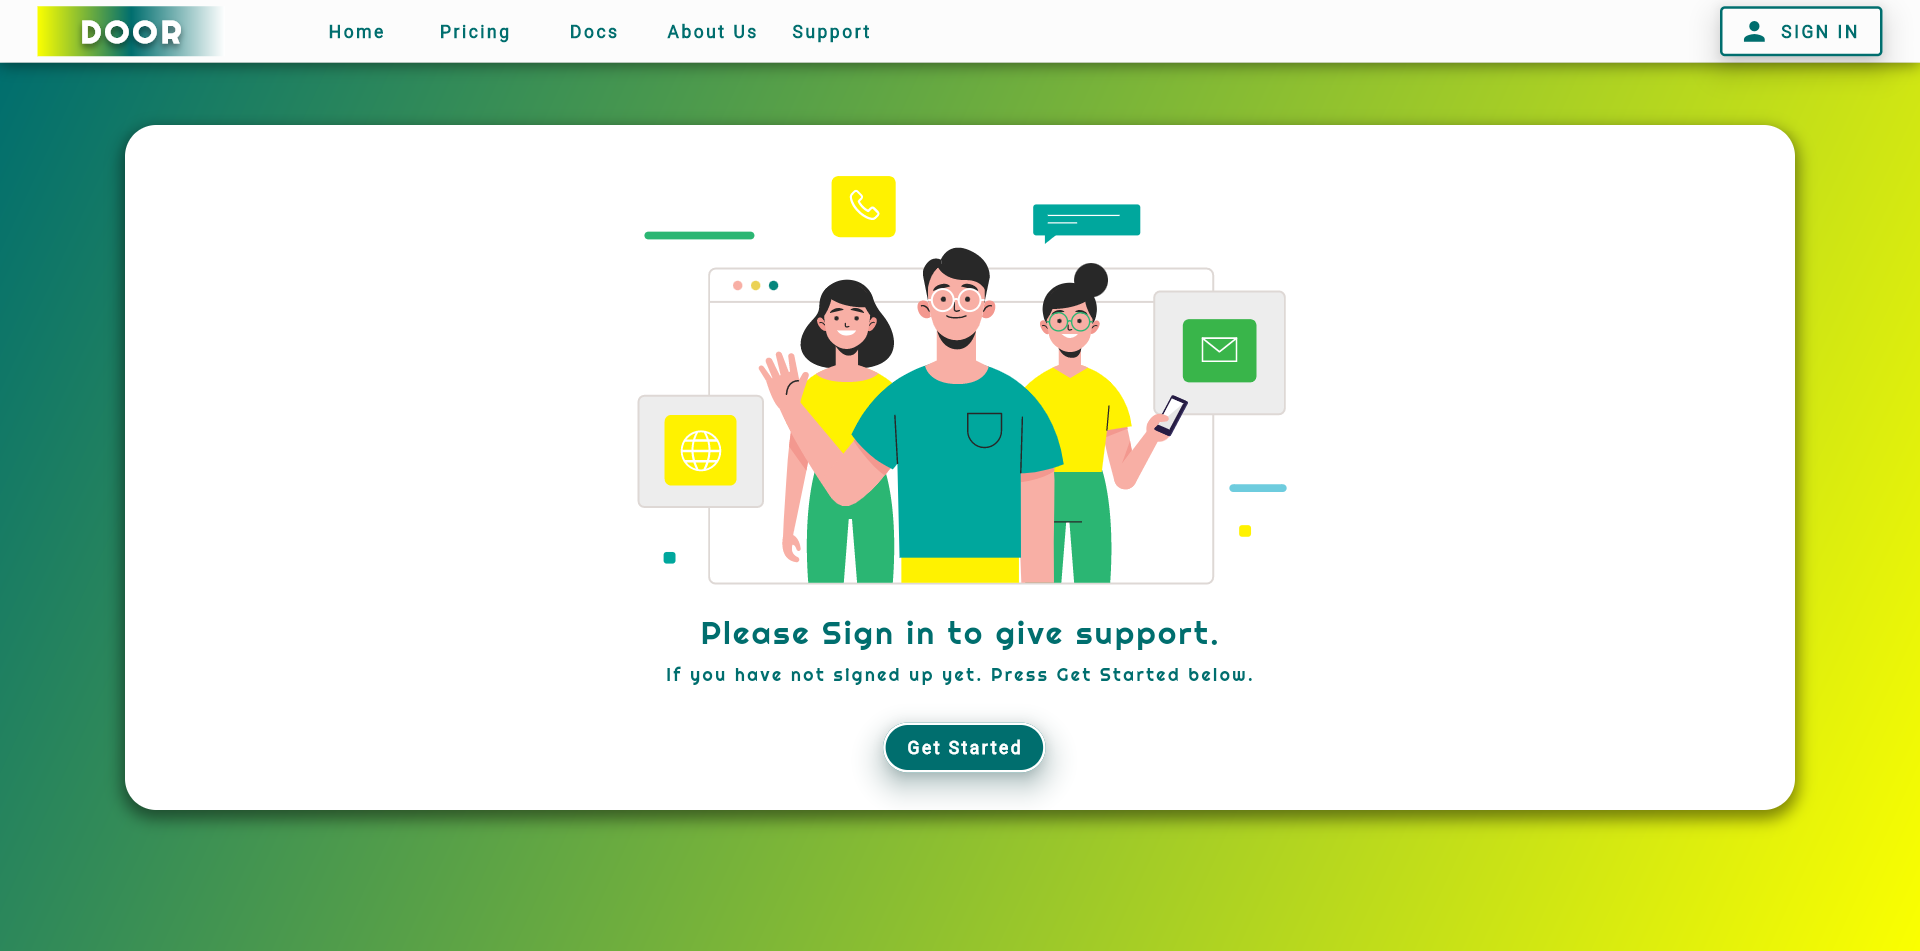 DOOR
Home Pricing Docs About Us Support
SIGN IN
Please Sign in to give support.
If you have not signed up yet. Press Get Started below.
Get Started